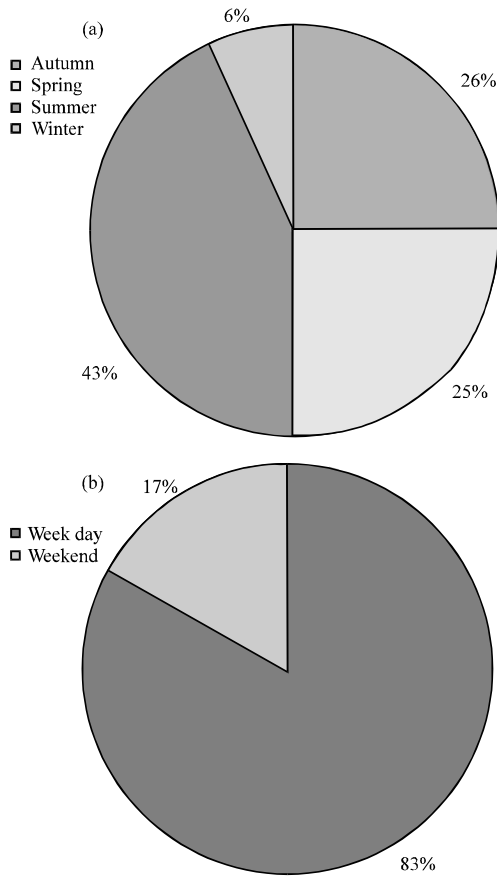 (a)
6%
Autumn
Spring
Summer
Winter
26%
43%
25%
(b)
17%
Week day
Weekend
83%